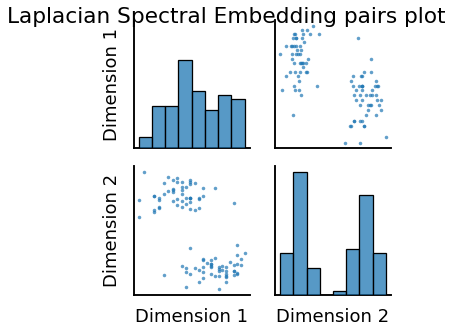 Laplacian Spectral Embedding pairs plot
Dimension 1
Dimension 2
Dimension 1
Dimension 2